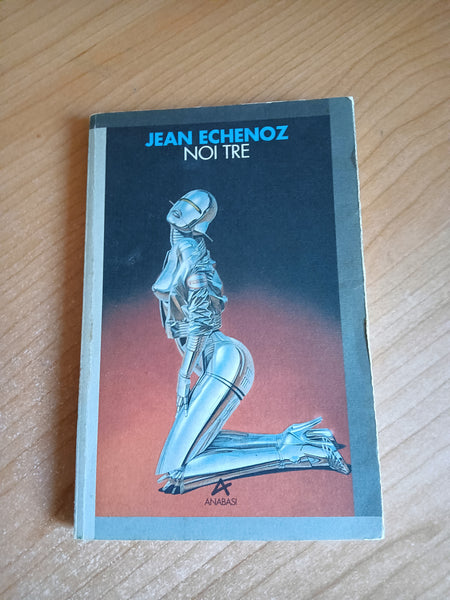 JEAN ECHENOZ
NOI TRE
ANABASI